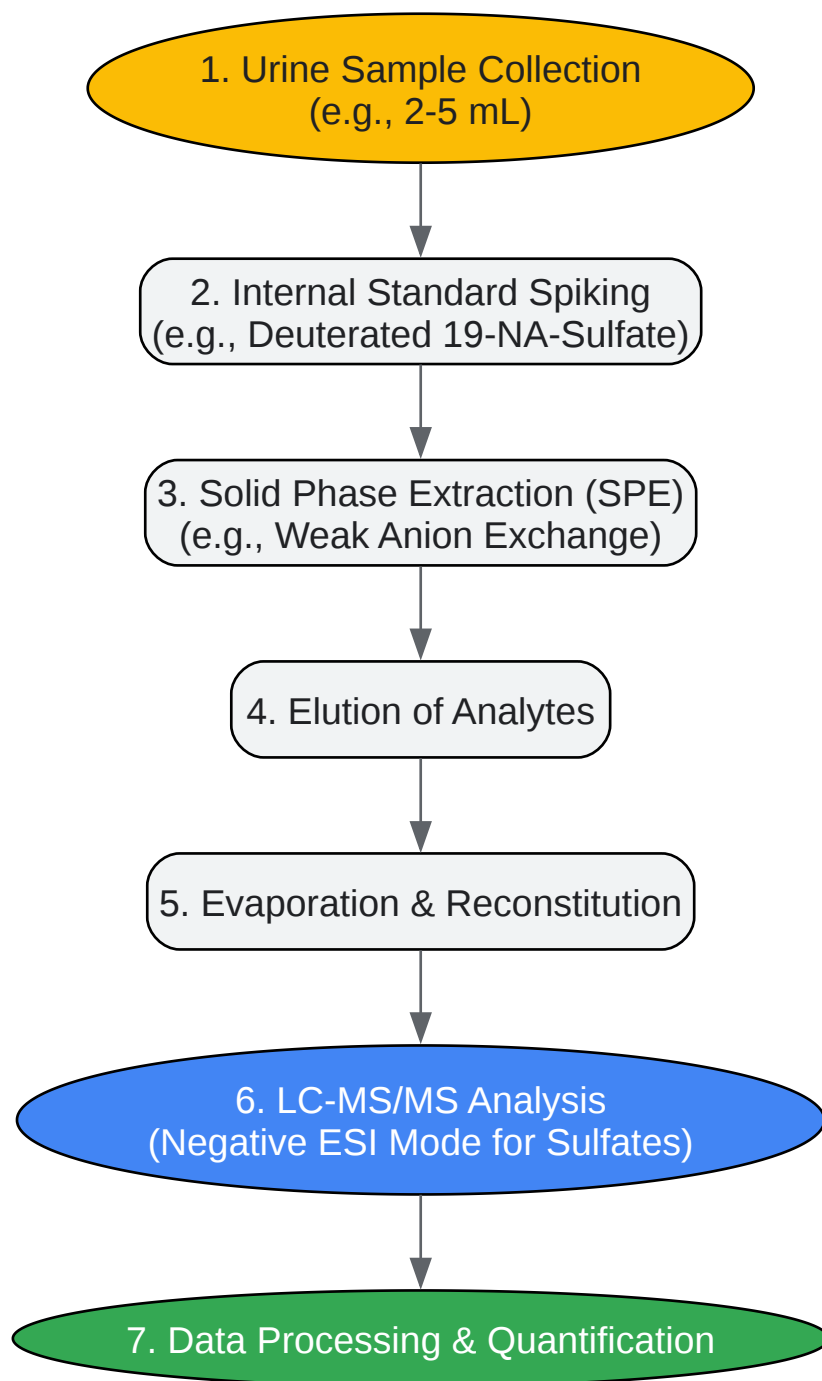 1. Urine Sample Collection
(e.g., 2-5 mL)
2. Internal Standard Spiking
(e.g., Deuterated 19-NA-Sulfate)
3. Solid Phase Extraction (SPE)
(e.g., Weak Anion Exchange)
4. Elution of Analytes
5. Evaporation & Reconstitution
6. LC-MS/MS Analysis
(Negative ESI Mode for Sulfates)
7. Data Processing & Quantification